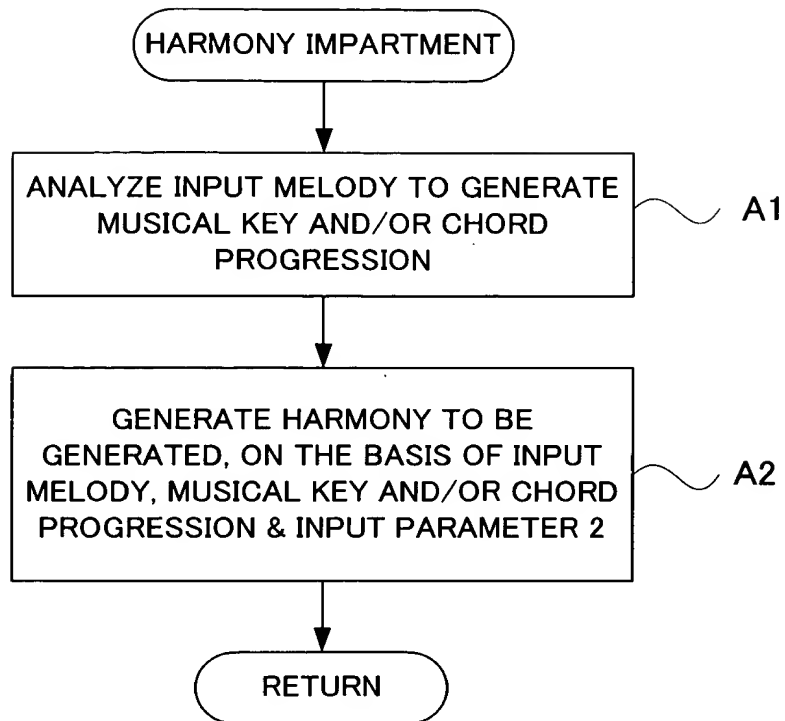 HARMONY IMPARTMENT
ANALYZE INPUT MELODY TO GENERATE
MUSICAL KEY AND/OR CHORD
PROGRESSION
A1
GENERATE HARMONY TO BE
GENERATED, ON THE BASIS OF INPUT
MELODY, MUSICAL KEY AND/OR CHORD
PROGRESSION & INPUT PARAMETER 2
A2
RETURN